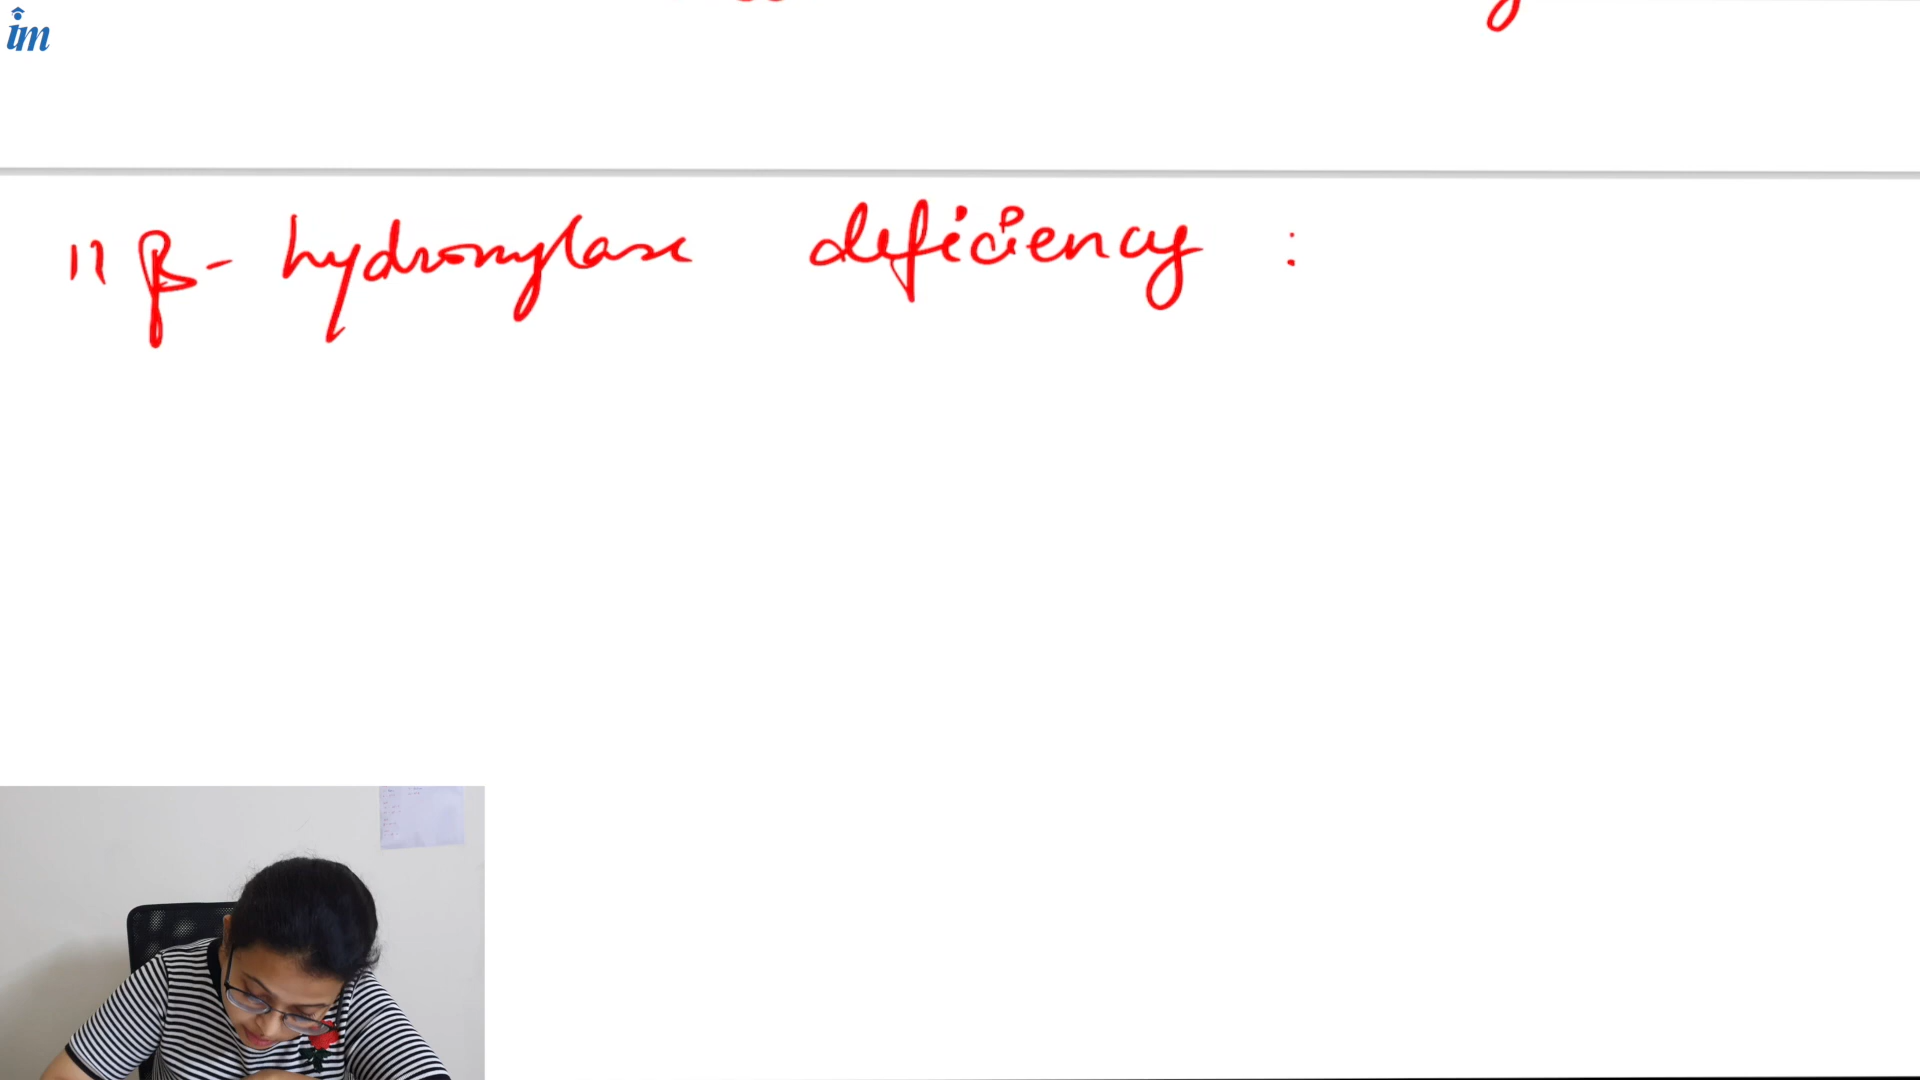 im
11 β- hydroxylase deficiency :